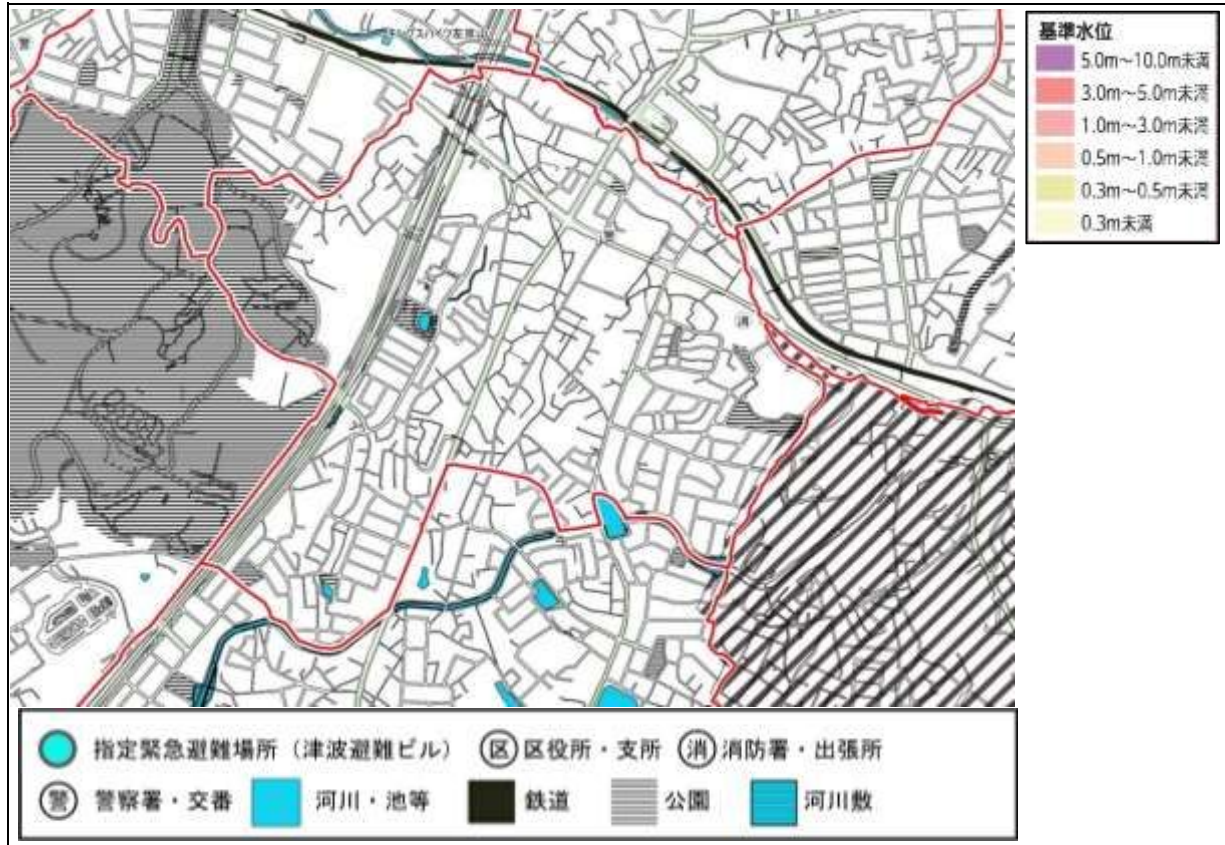 基準水位
5.0m～10.0m未満
3.0m～5.0m未満
1.0m～3.0m未満
0.5m～1.0m未満
0.3m～0.5m未満
0.3m未満
警
消
指定緊急避難場所（津波避難ビル） 区 区役所・支所 消 消防署・出張所
警 警察署・交番 河川・池等 鉄道 公園 河川敷